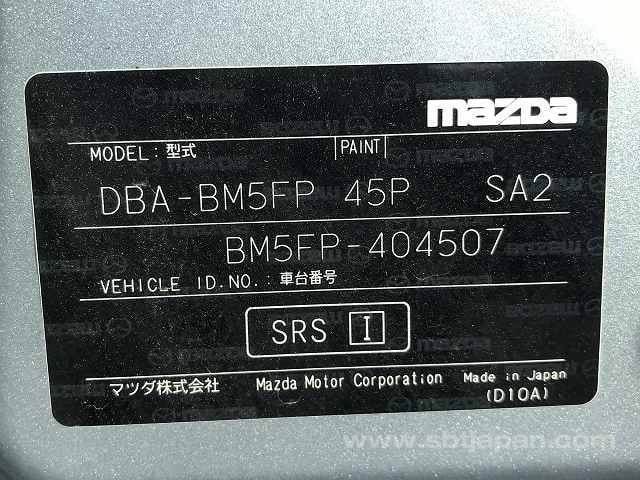 mazda
MODEL: 型式 PAINT
DBA-BM5FP 45P SA2
BM5FP-404507
VEHICLE ID.NO.: 車台番号
SRS I
マツダ株式会社 Mazda Motor Corporation Made in Japan
(D10A)
www.sbtjapan.com